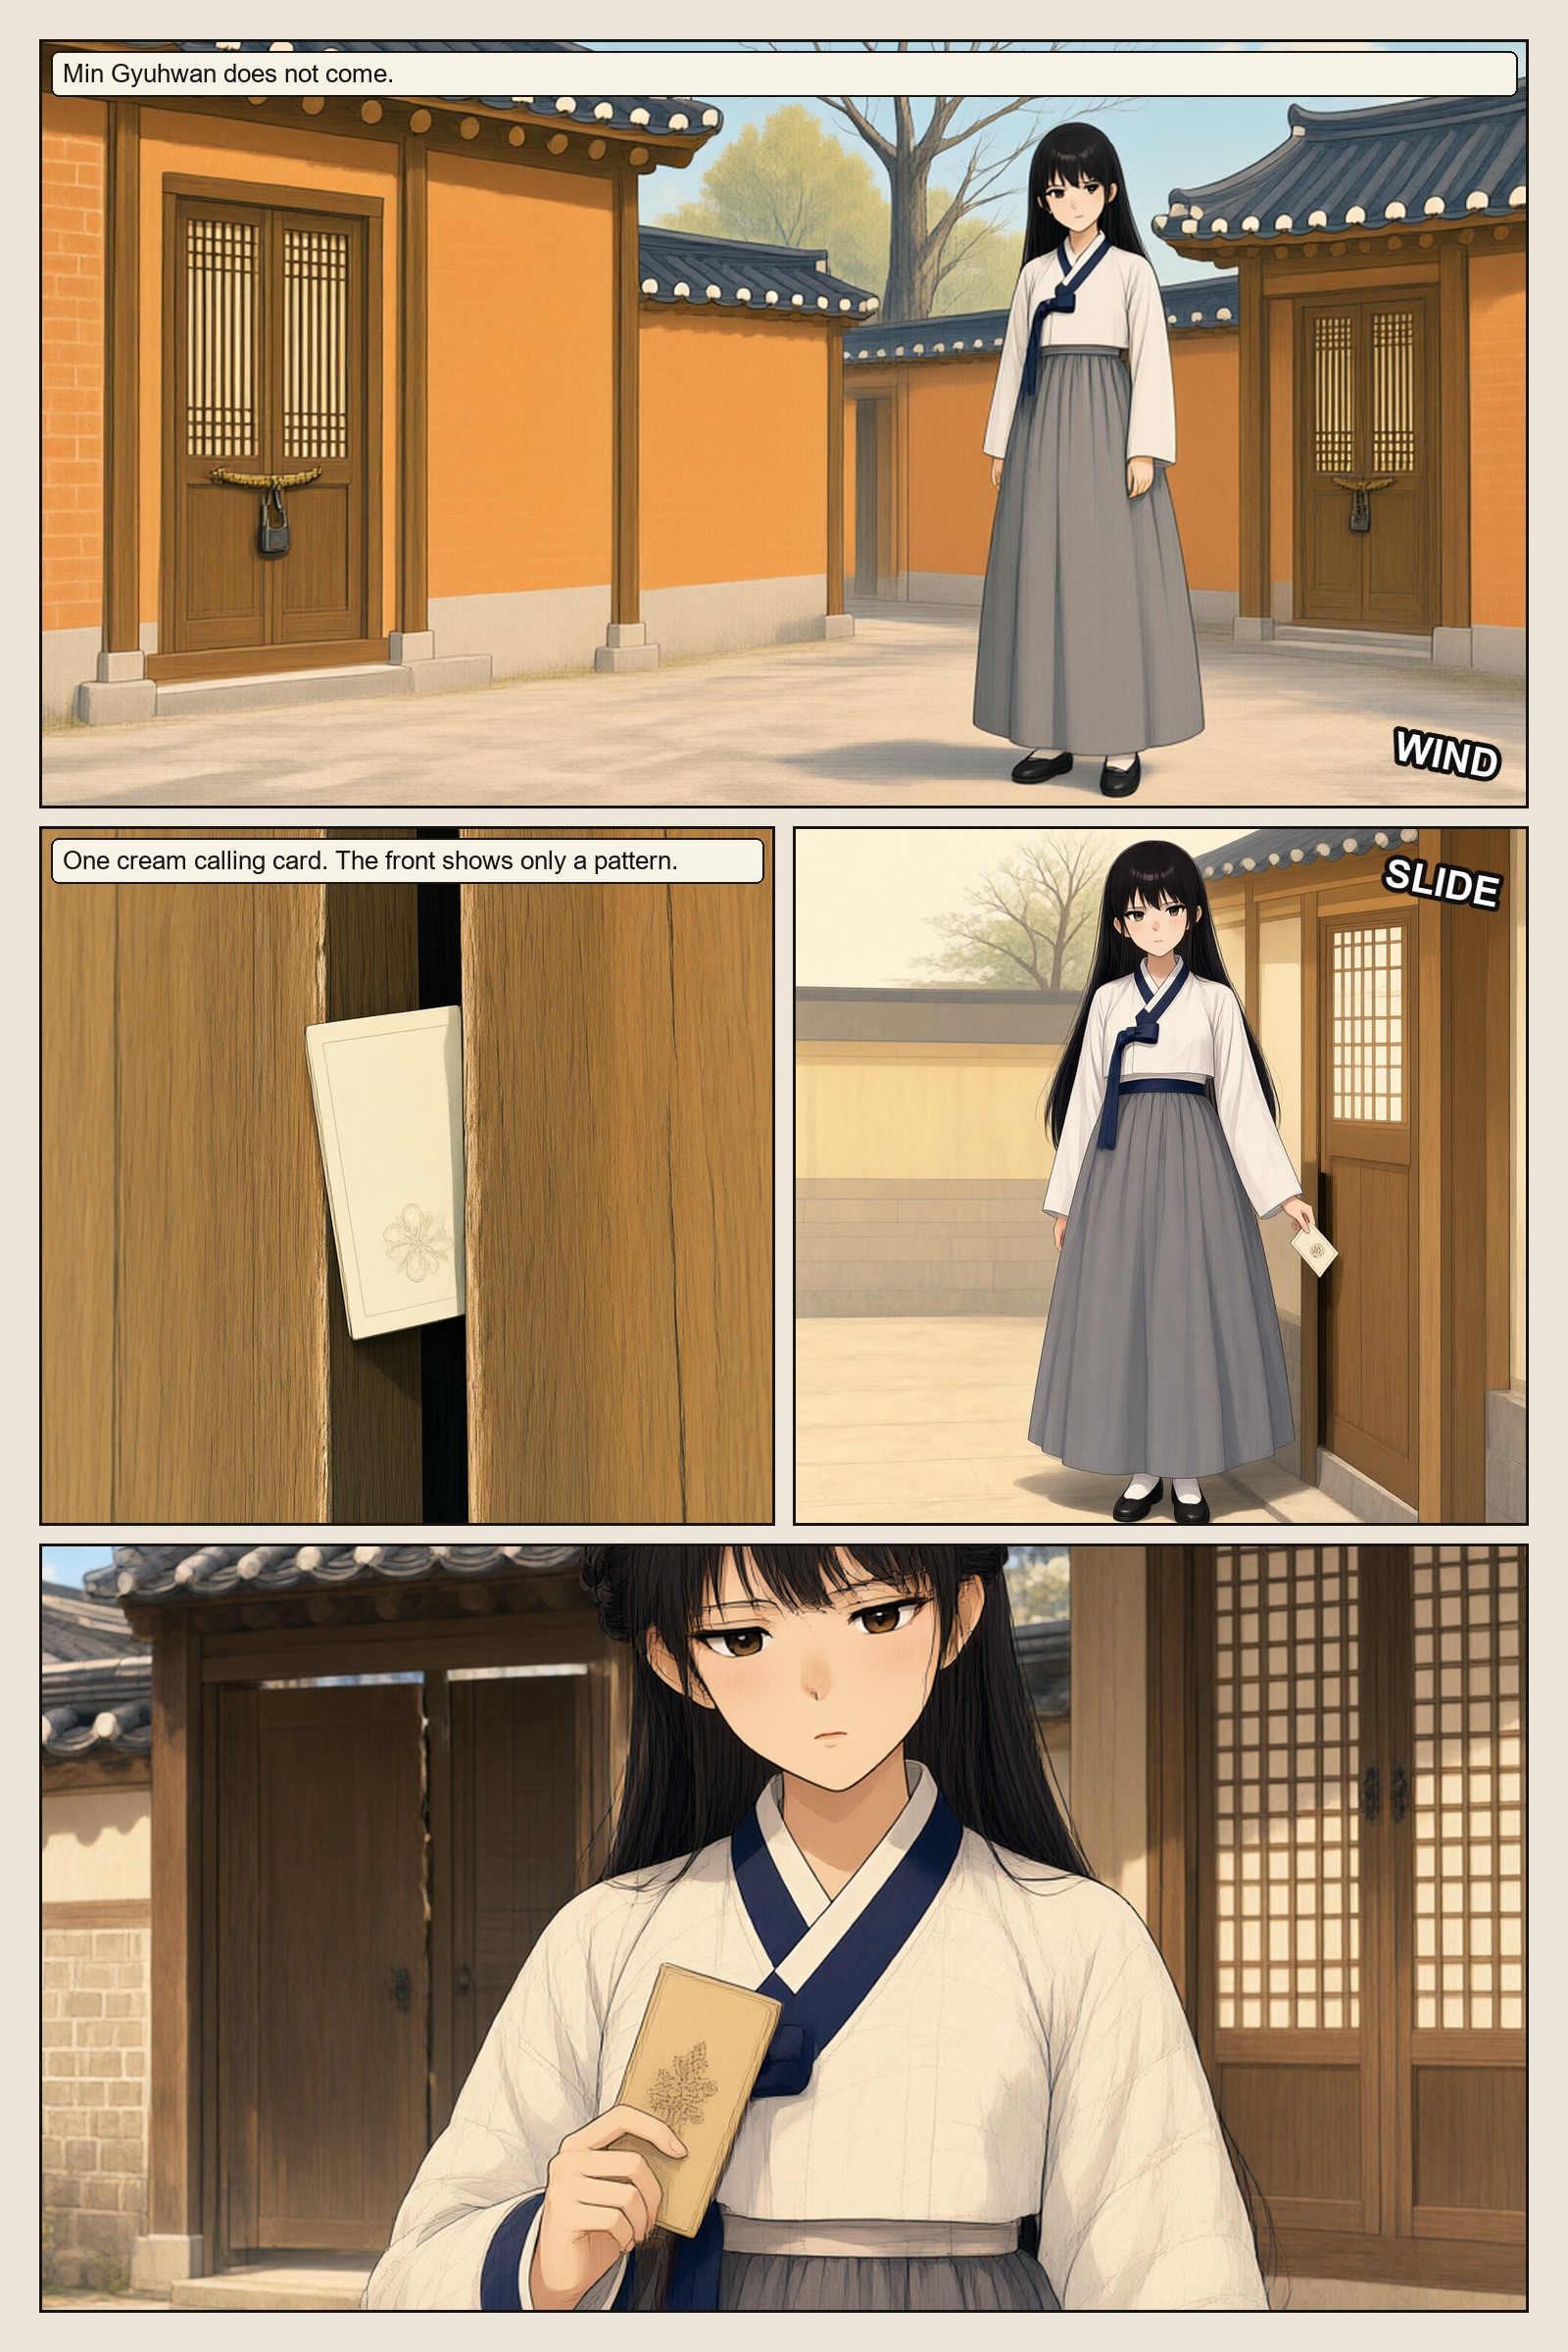 Min Gyuhwan does not come.
WIND
One cream calling card. The front shows only a pattern.
SLIDE